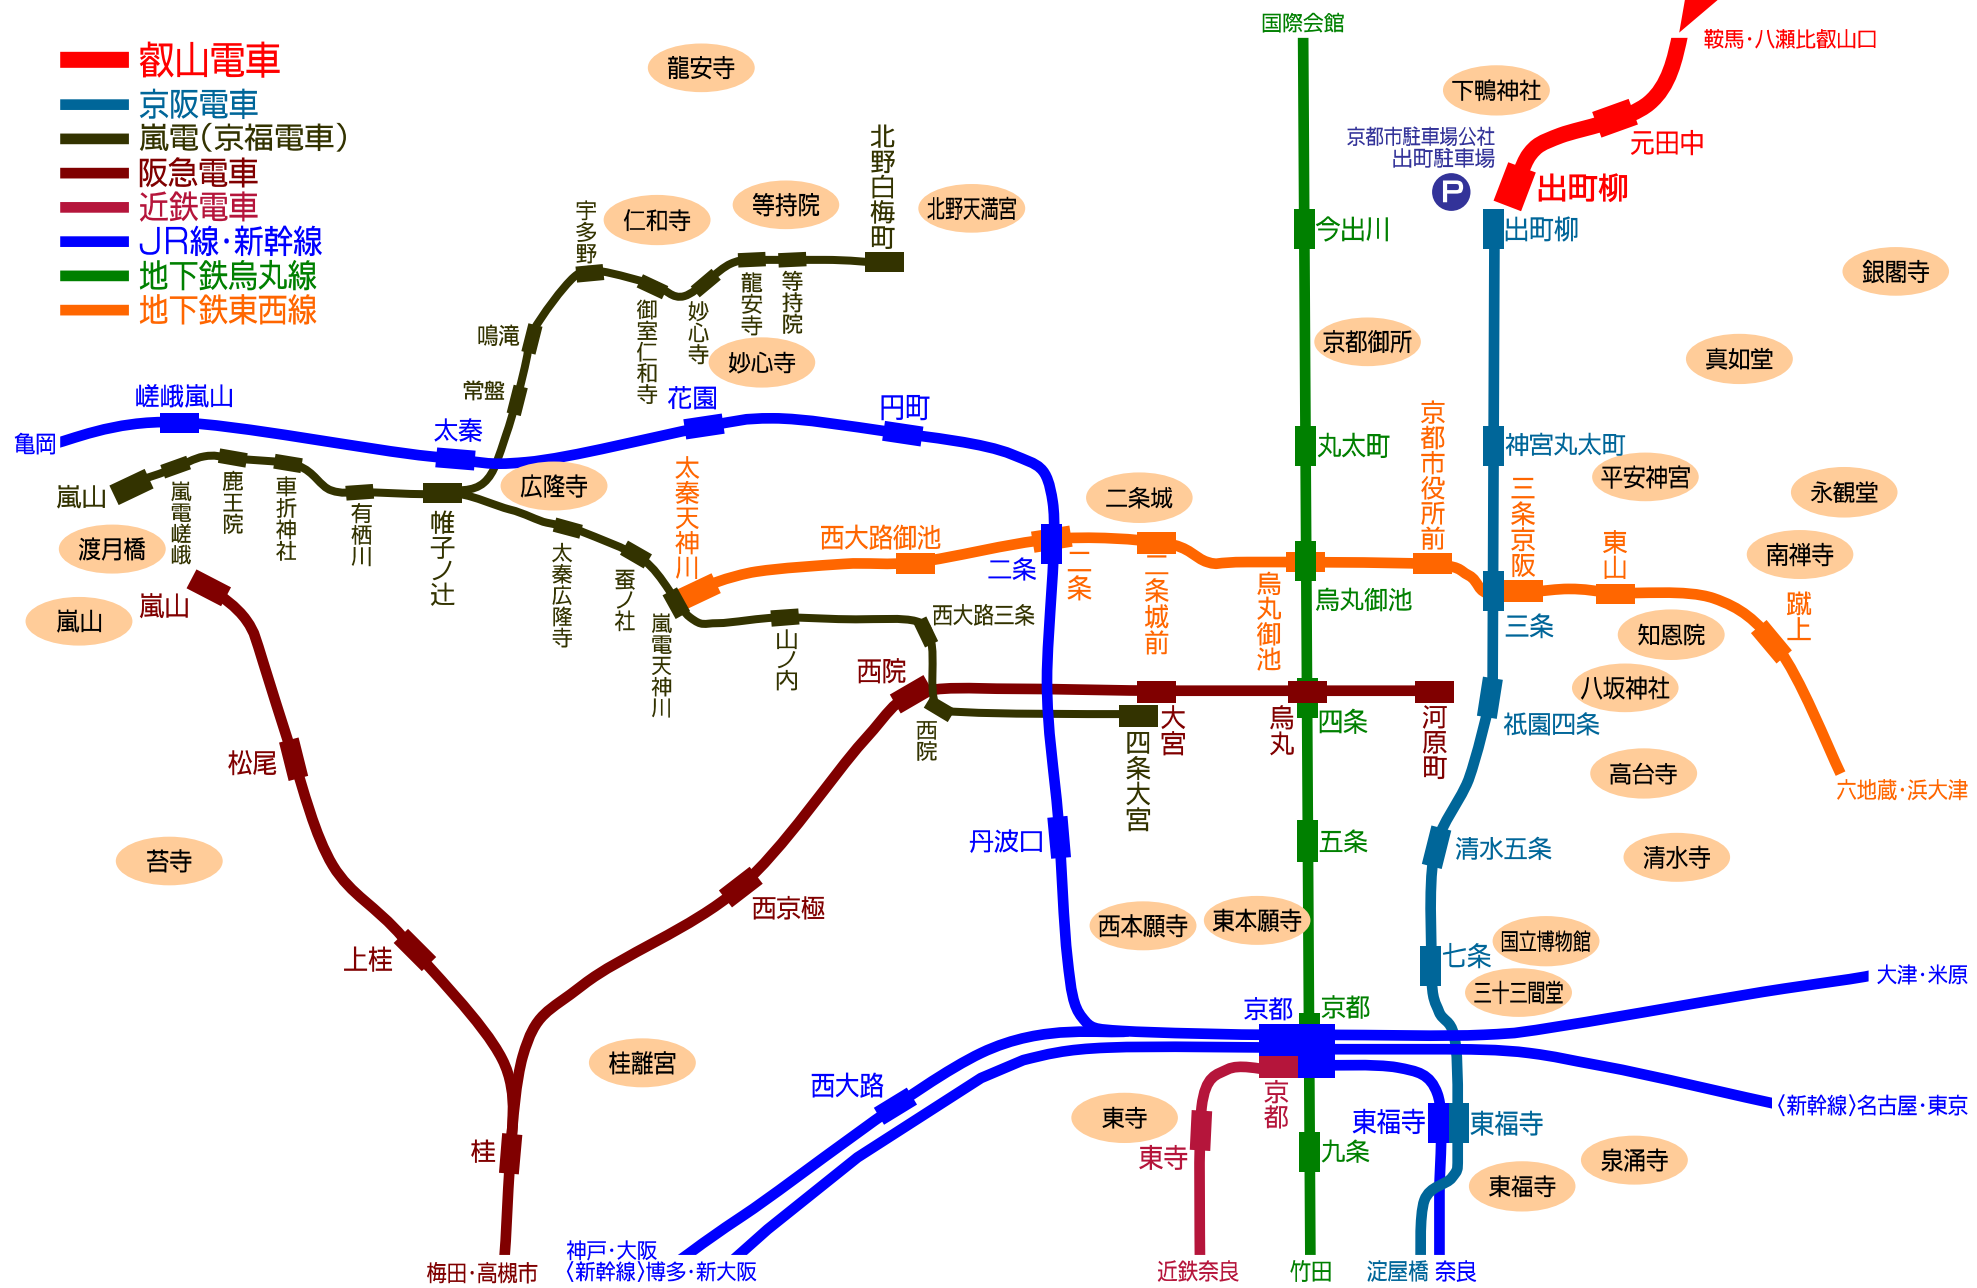 叡山電車
京阪電車
嵐電(京福電車)
阪急電車
近鉄電車
JR線・新幹線
地下鉄烏丸線
地下鉄東西線
国際会館
鞍馬・八瀬比叡山口
龍安寺
下鴨神社
京都市駐車場公社
出町駐車場
P
元田中
出町柳
北野白梅町
宇多野
仁和寺
等持院
北野天満宮
今出川
出町柳
銀閣寺
御室仁和寺
妙心寺
龍安寺
等持院
鳴滝
妙心寺
京都御所
真如堂
常盤
嵯峨嵐山
花園
円町
亀岡
太秦
丸太町
京都市役所前
神宮丸太町
平安神宮
永観堂
嵐山
嵐電嵯峨
鹿王院
車折神社
有栖川
帷子ノ辻
広隆寺
太秦天神川
二条城
三条京阪
渡月橋
西大路御池
二条
二条
二条城前
烏丸御池
烏丸御池
東山
南禅寺
蹴上
嵐山
嵐山
太秦広隆寺
蚕ノ社
嵐電天神川
山ノ内
西大路三条
三条
知恩院
西院
西院
大宮
烏丸
四条
河原町
祇園四条
八坂神社
松尾
四条大宮
高台寺
六地蔵・浜大津
丹波口
五条
清水五条
清水寺
苔寺
西京極
上桂
西本願寺
東本願寺
七条
国立博物館
三十三間堂
大津・米原
京都
京都
桂離宮
西大路
京都
東寺
東寺
東福寺
東福寺
〈新幹線〉名古屋・東京
桂
九条
泉涌寺
東福寺
神戸・大阪
〈新幹線〉博多・新大阪
梅田・高槻市
近鉄奈良
竹田
淀屋橋
奈良